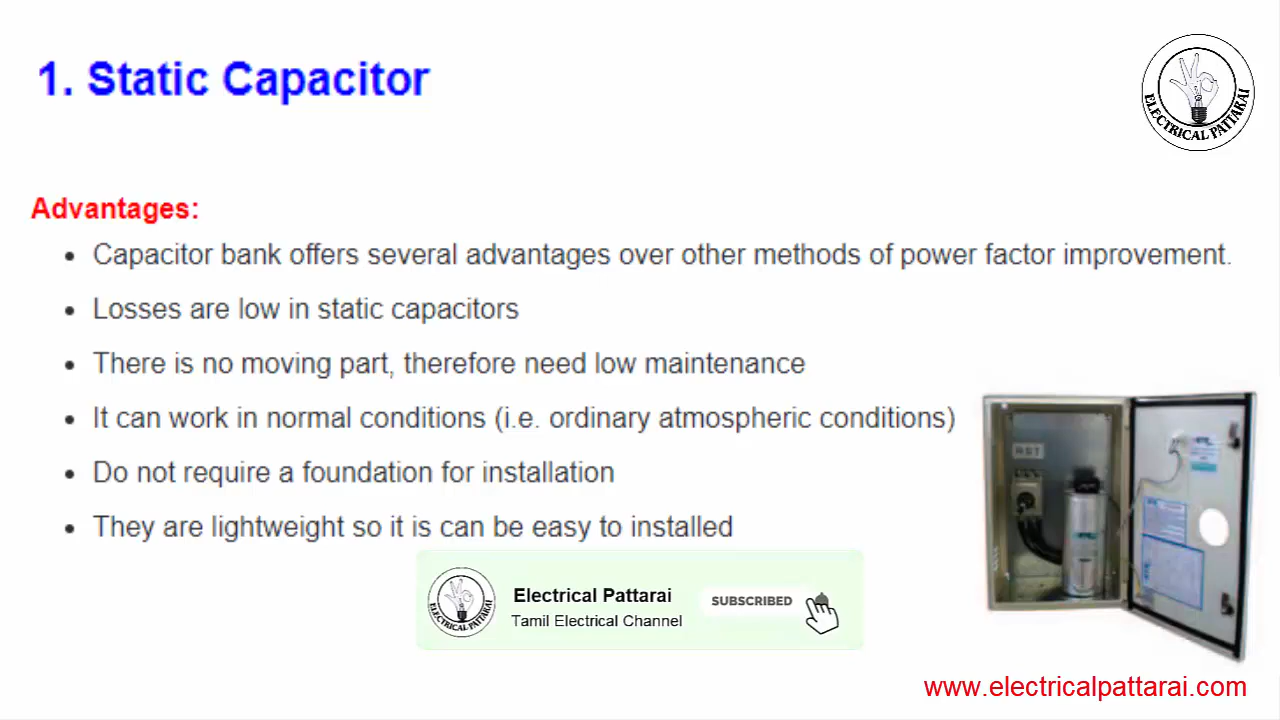 1. Static Capacitor
ELECTRICAL PATTARAI
Advantages:
• Capacitor bank offers several advantages over other methods of power factor improvement.
• Losses are low in static capacitors
• There is no moving part, therefore need low maintenance
• It can work in normal conditions (i.e. ordinary atmospheric conditions)
• Do not require a foundation for installation
• They are lightweight so it is can be easy to installed
RST
ELECTRICAL PATTARAI
Electrical Pattarai
Tamil Electrical Channel
SUBSCRIBED
www.electricalpattarai.com